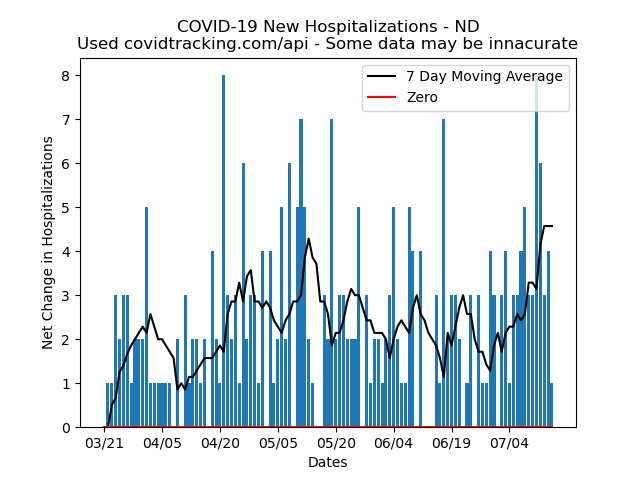 COVID-19 New Hospitalizations - ND
Used covidtracking.com/api - Some data may be innacurate
7 Day Moving Average
Zero
Net Change in Hospitalizations
8
7
6
5
4
3
2
1
0
03/21 04/05 04/20 05/05 05/20 06/04 06/19 07/04
Dates